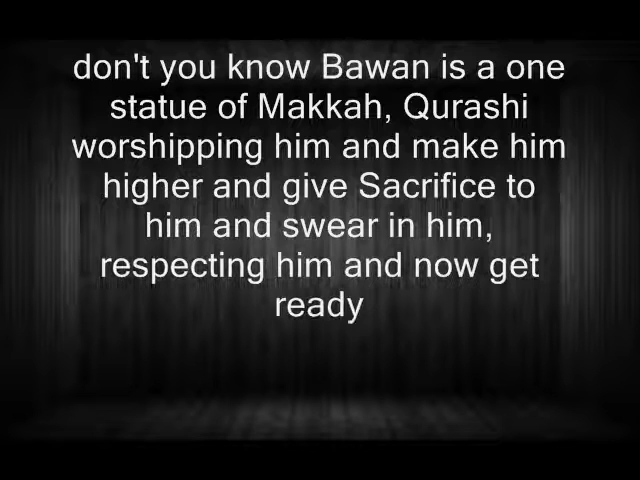 don't you know Bawan is a one
statue of Makkah, Qurashi
worshipping him and make him
higher and give Sacrifice to
him and swear in him,
respecting him and now get
ready